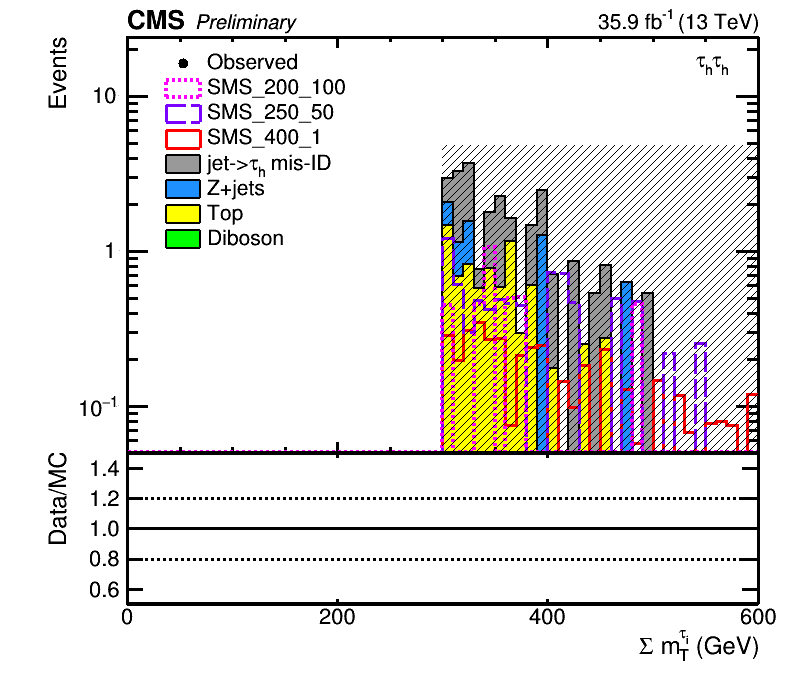 CMS Preliminary 35.9 fb⁻¹ (13 TeV)
Events
τₕτₕ
Observed
SMS_200_100
SMS_250_50
SMS_400_1
jet->τₕ mis-ID
Z+jets
Top
Diboson
10
1
10⁻¹
Data/MC
1.4
1.2
1.0
0.8
0.6
0 200 400 600
Σ m_T^{τ_i} (GeV)